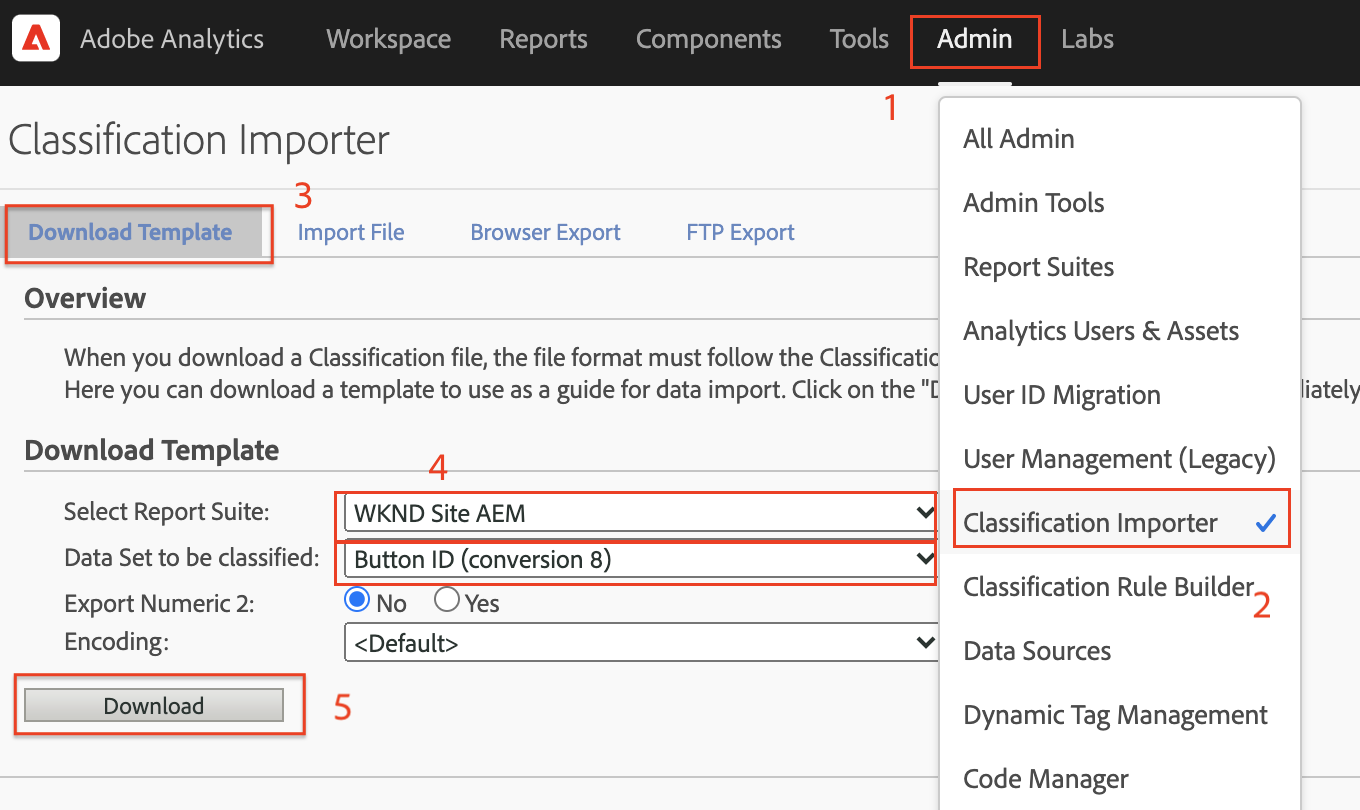 Adobe Analytics Workspace Reports Components Tools Admin Labs
1
Classification Importer
3
Download Template Import File Browser Export FTP Export
Overview
When you download a Classification file, the file format must follow the Classificatio
Here you can download a template to use as a guide for data import. Click on the "D
liately
Download Template
4
Select Report Suite: WKND Site AEM
Data Set to be classified: Button ID (conversion 8)
Export Numeric 2: No Yes
Encoding: <Default>
Download 5
All Admin
Admin Tools
Report Suites
Analytics Users & Assets
User ID Migration
User Management (Legacy)
Classification Importer
Classification Rule Builder
2
Data Sources
Dynamic Tag Management
Code Manager